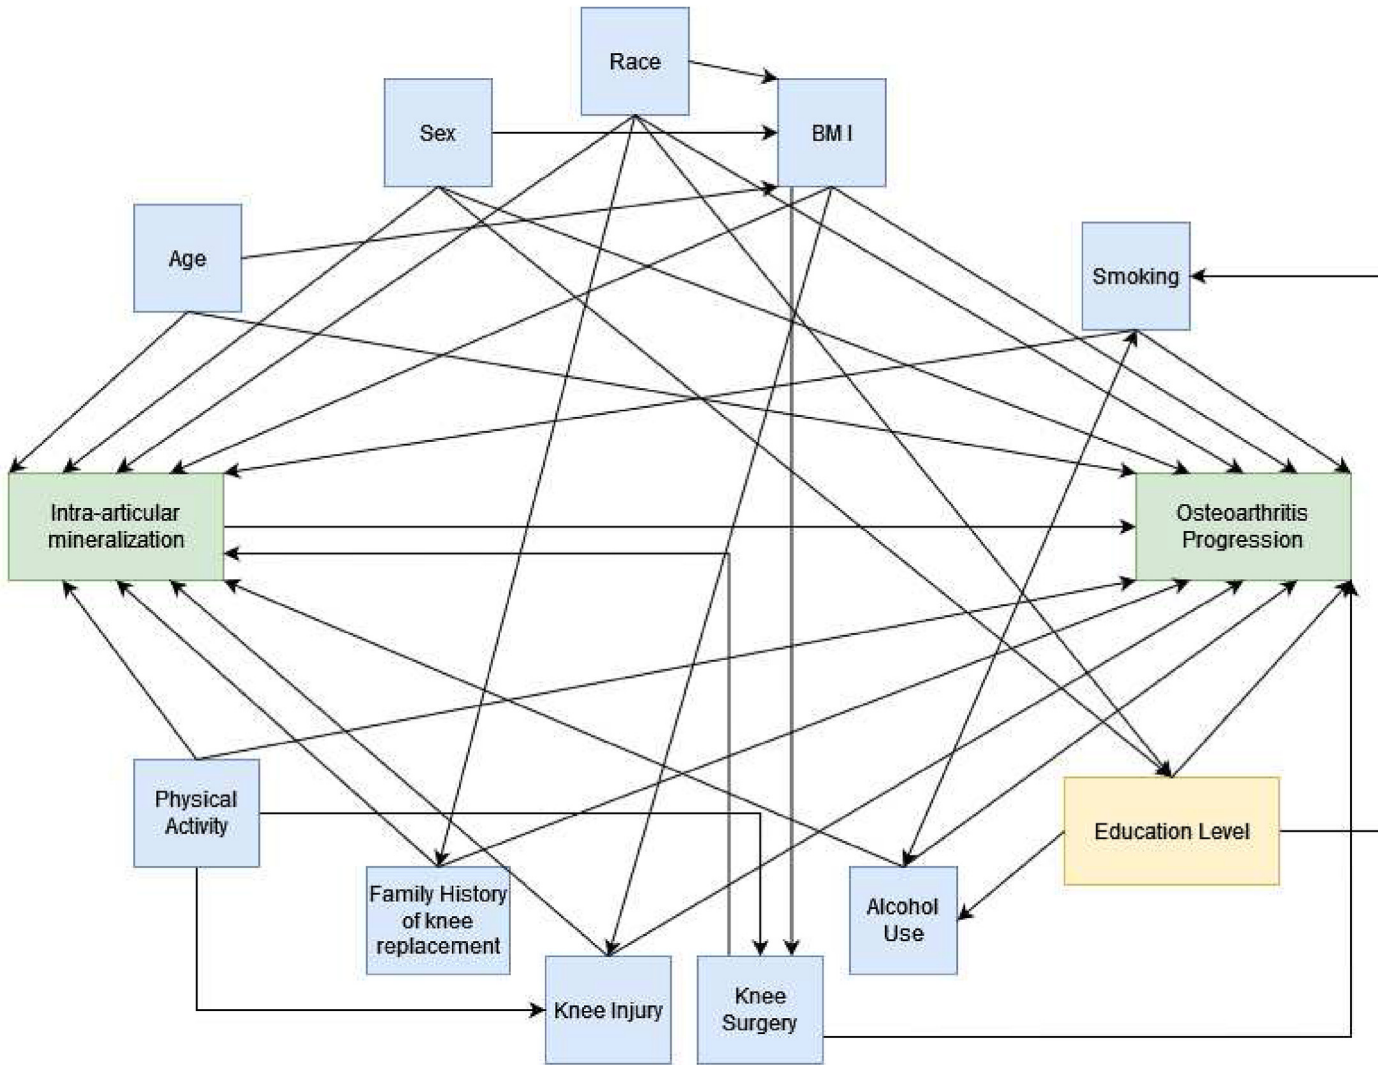 Race
Sex
BM I
Age
Smoking
Intra-articular
mineralization
Osteoarthritis
Progression
Physical
Activity
Education Level
Family History
of knee
replacement
Alcohol
Use
Knee Injury
Knee
Surgery